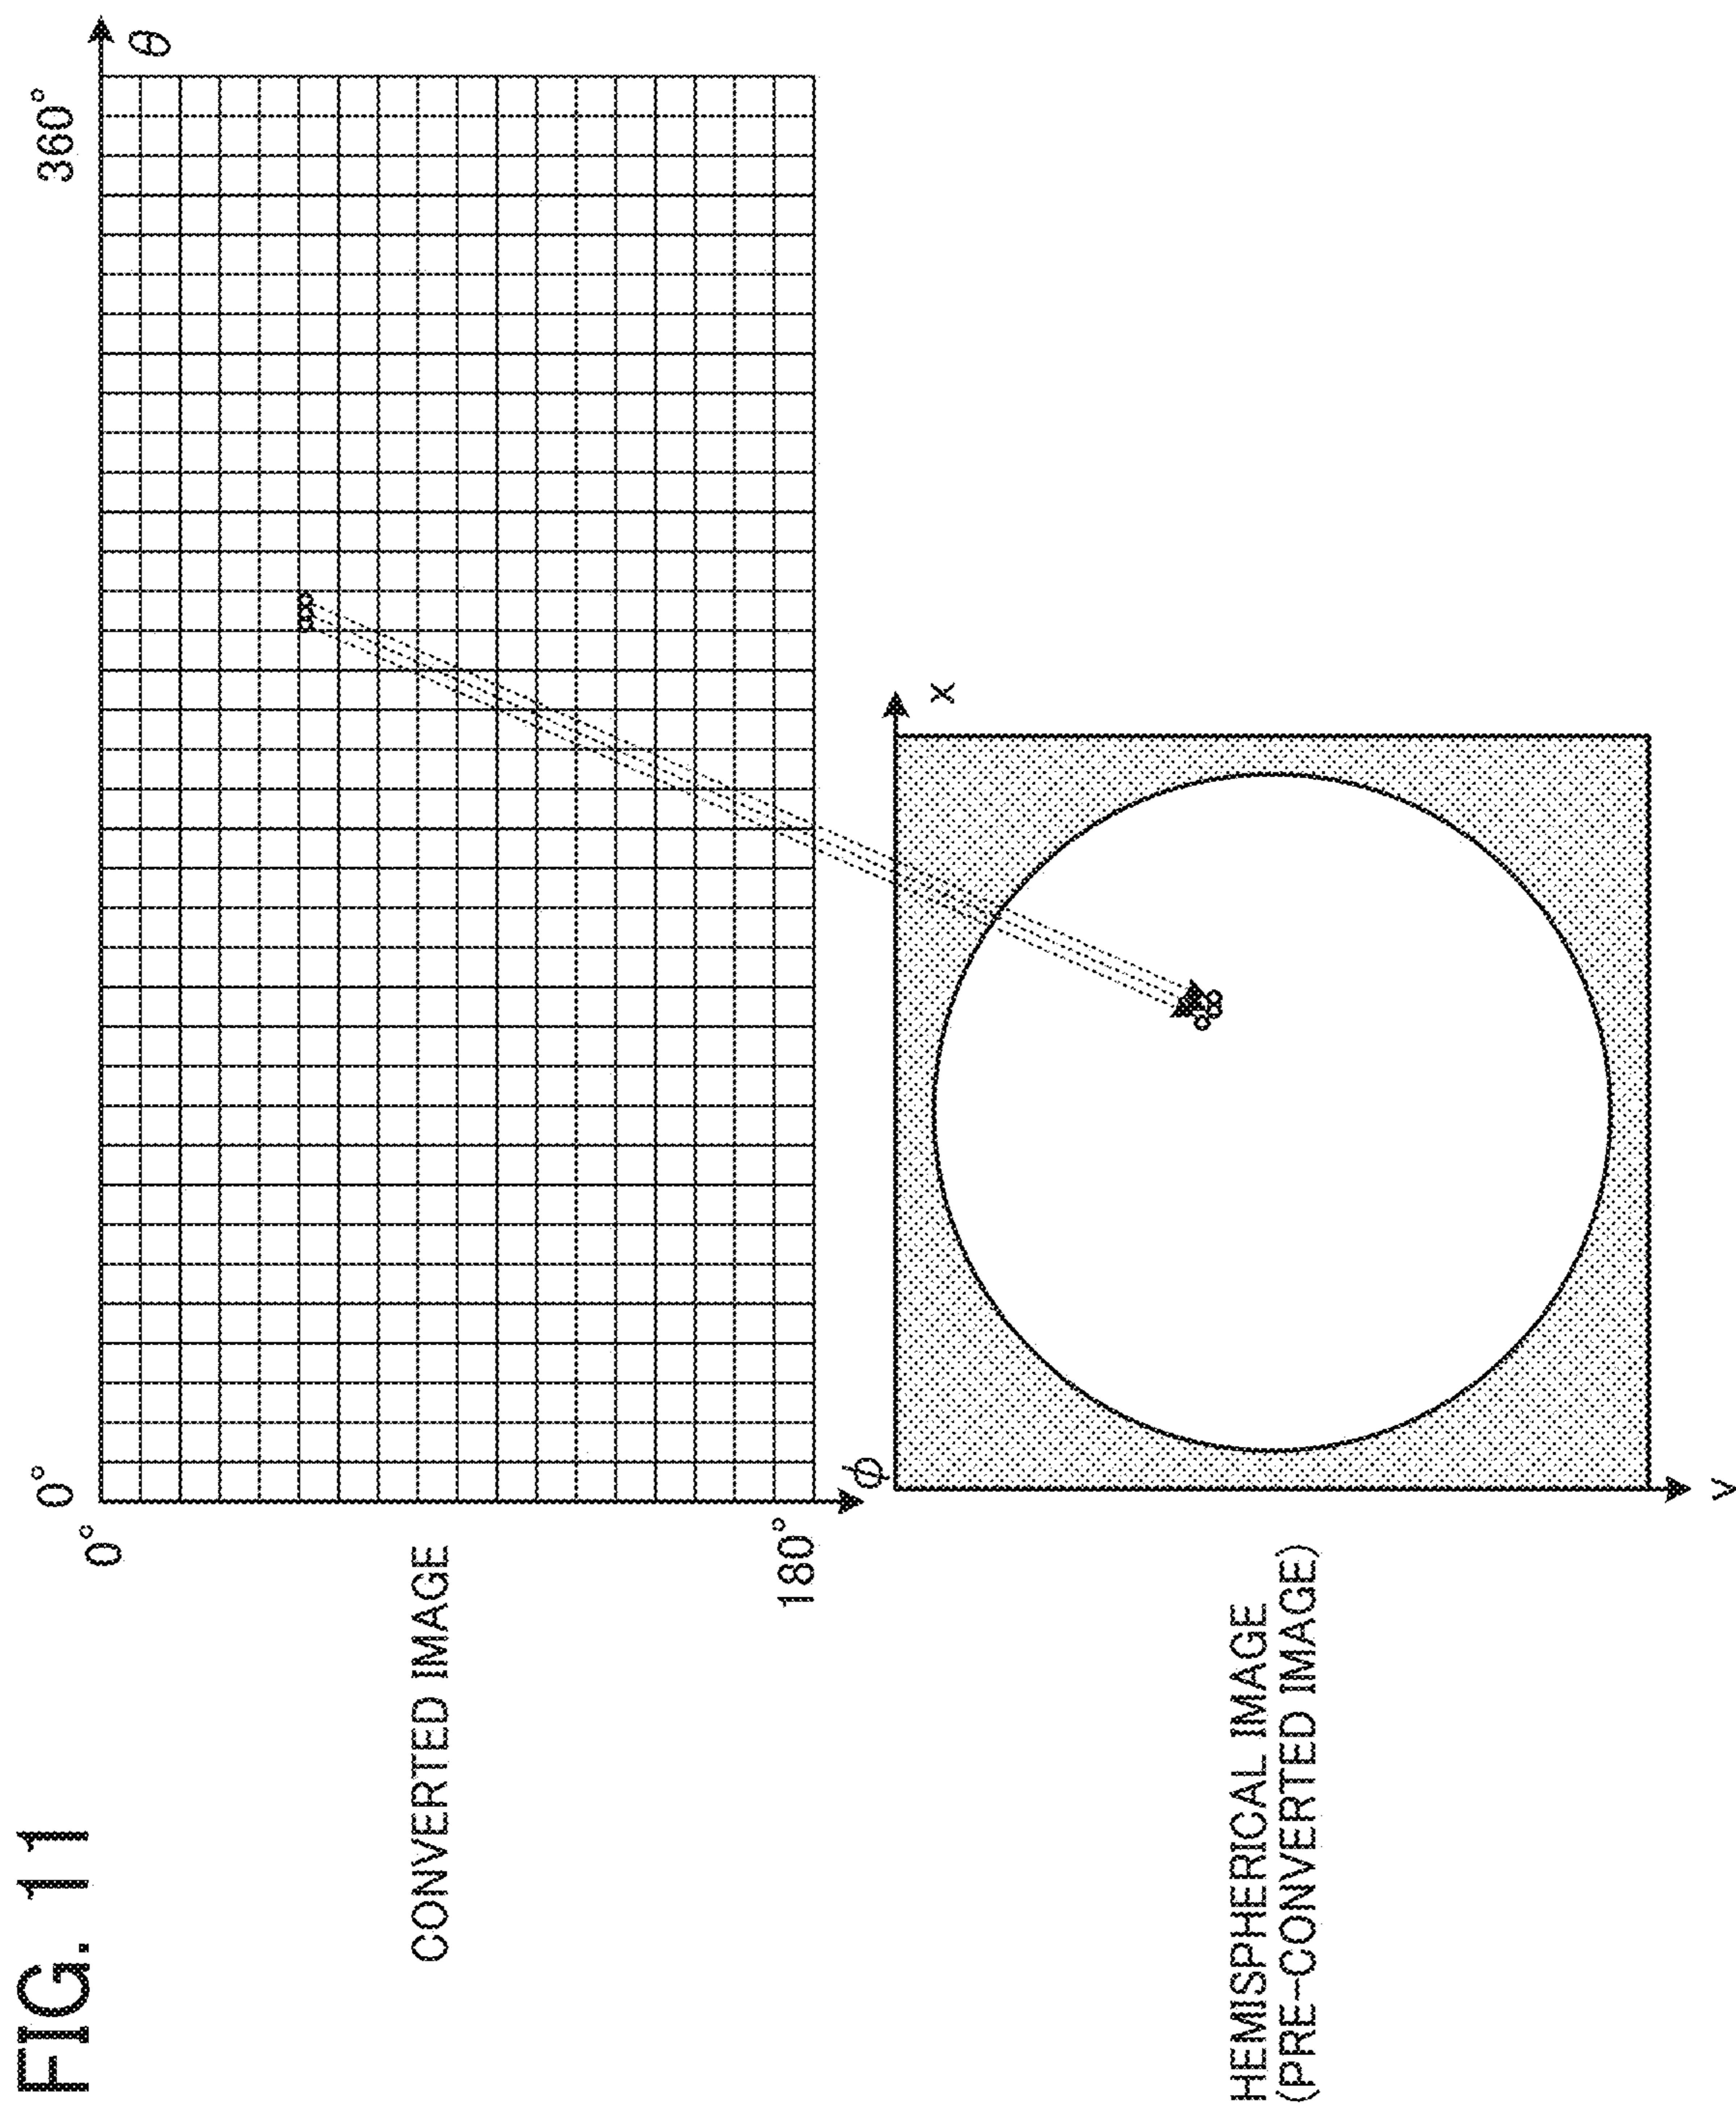 FIG. 11
0°
360°
θ
0°
CONVERTED IMAGE
180°
φ
x
HEMISPHERICAL IMAGE
(PRE-CONVERTED IMAGE)
y